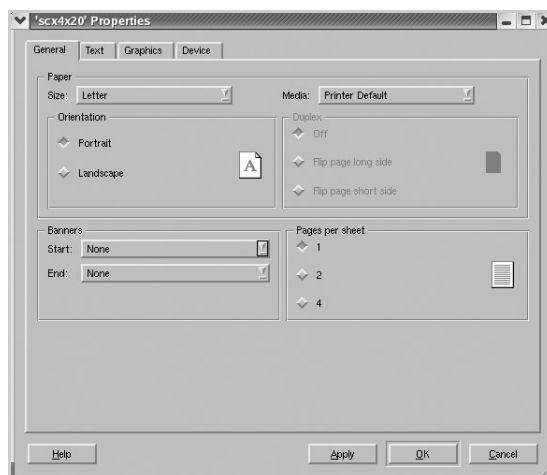 'scx4x20' Properties
General Text Graphics Device
Paper
Size: Letter Media: Printer Default
Orientation
Portrait
Landscape
A
Duplex
Off
Flip page long side
Flip page short side
Banners
Start: None
End: None
Pages per sheet
1
2
4
Help Apply OK Cancel